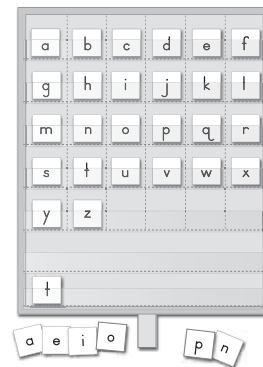 a b c d e f
g h i j k l
m n o p q r
s t u v w x
y z
t
a e i o p n